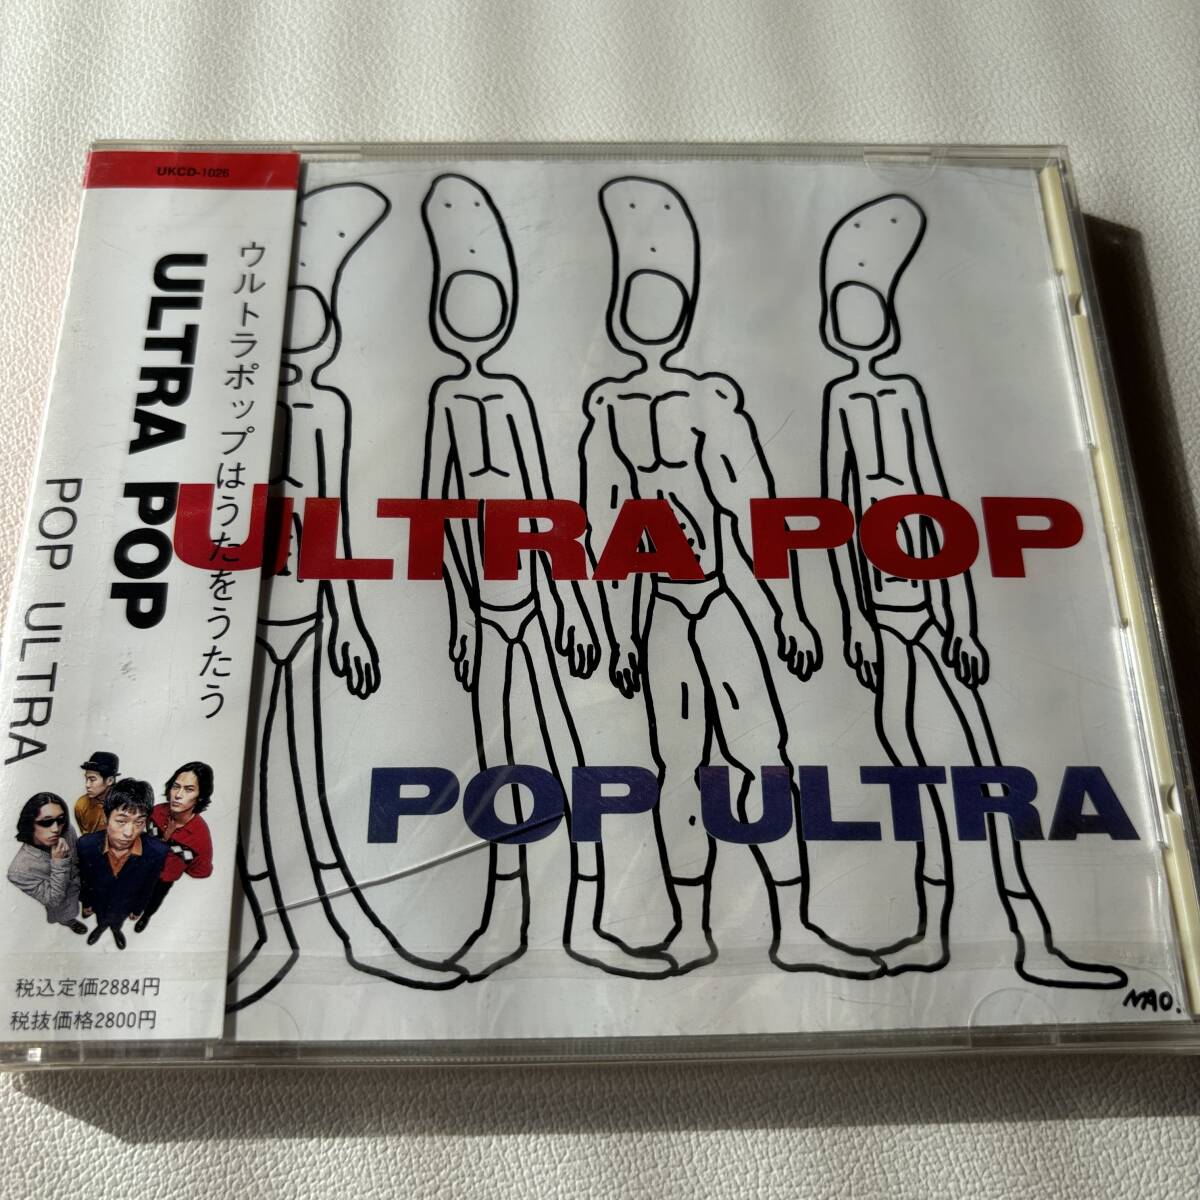 UKCD-1026
ウルトラポップはうたをうたう
ULTRA POP
POP ULTRA
税込定価2884円
税抜価格2800円
ULTRA POP
POP ULTRA
NAO.